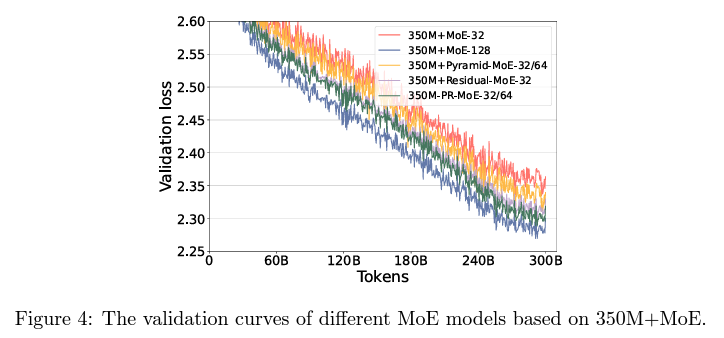 2.60
2.55
2.50
2.45
2.40
2.35
2.30
2.25
Validation loss
350M+MoE-32
350M+MoE-128
350M+Pyramid-MoE-32/64
350M+Residual-MoE-32
350M-PR-MoE-32/64
0 60B 120B 180B 240B 300B
Tokens
Figure 4: The validation curves of different MoE models based on 350M+MoE.